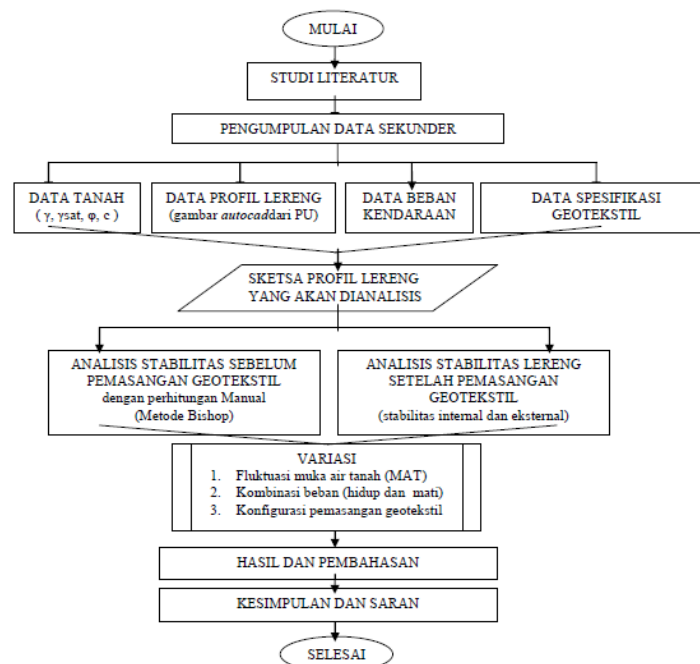 MULAI
STUDI LITERATUR
PENGUMPULAN DATA SEKUNDER
DATA TANAH
( γ, γsat, φ, c )
DATA PROFIL LERENG
(gambar autocaddari PU)
DATA BEBAN
KENDARAAN
DATA SPESIFIKASI
GEOTEKSTIL
SKETSA PROFIL LERENG
YANG AKAN DIANALISIS
ANALISIS STABILITAS SEBELUM
PEMASANGAN GEOTEKSTIL
dengan perhitungan Manual
(Metode Bishop)
ANALISIS STABILITAS LERENG
SETELAH PEMASANGAN
GEOTEKSTIL
(stabilitas internal dan eksternal)
VARIASI
1. Fluktuasi muka air tanah (MAT)
2. Kombinasi beban (hidup dan mati)
3. Konfigurasi pemasangan geotekstil
HASIL DAN PEMBAHASAN
KESIMPULAN DAN SARAN
SELESAI